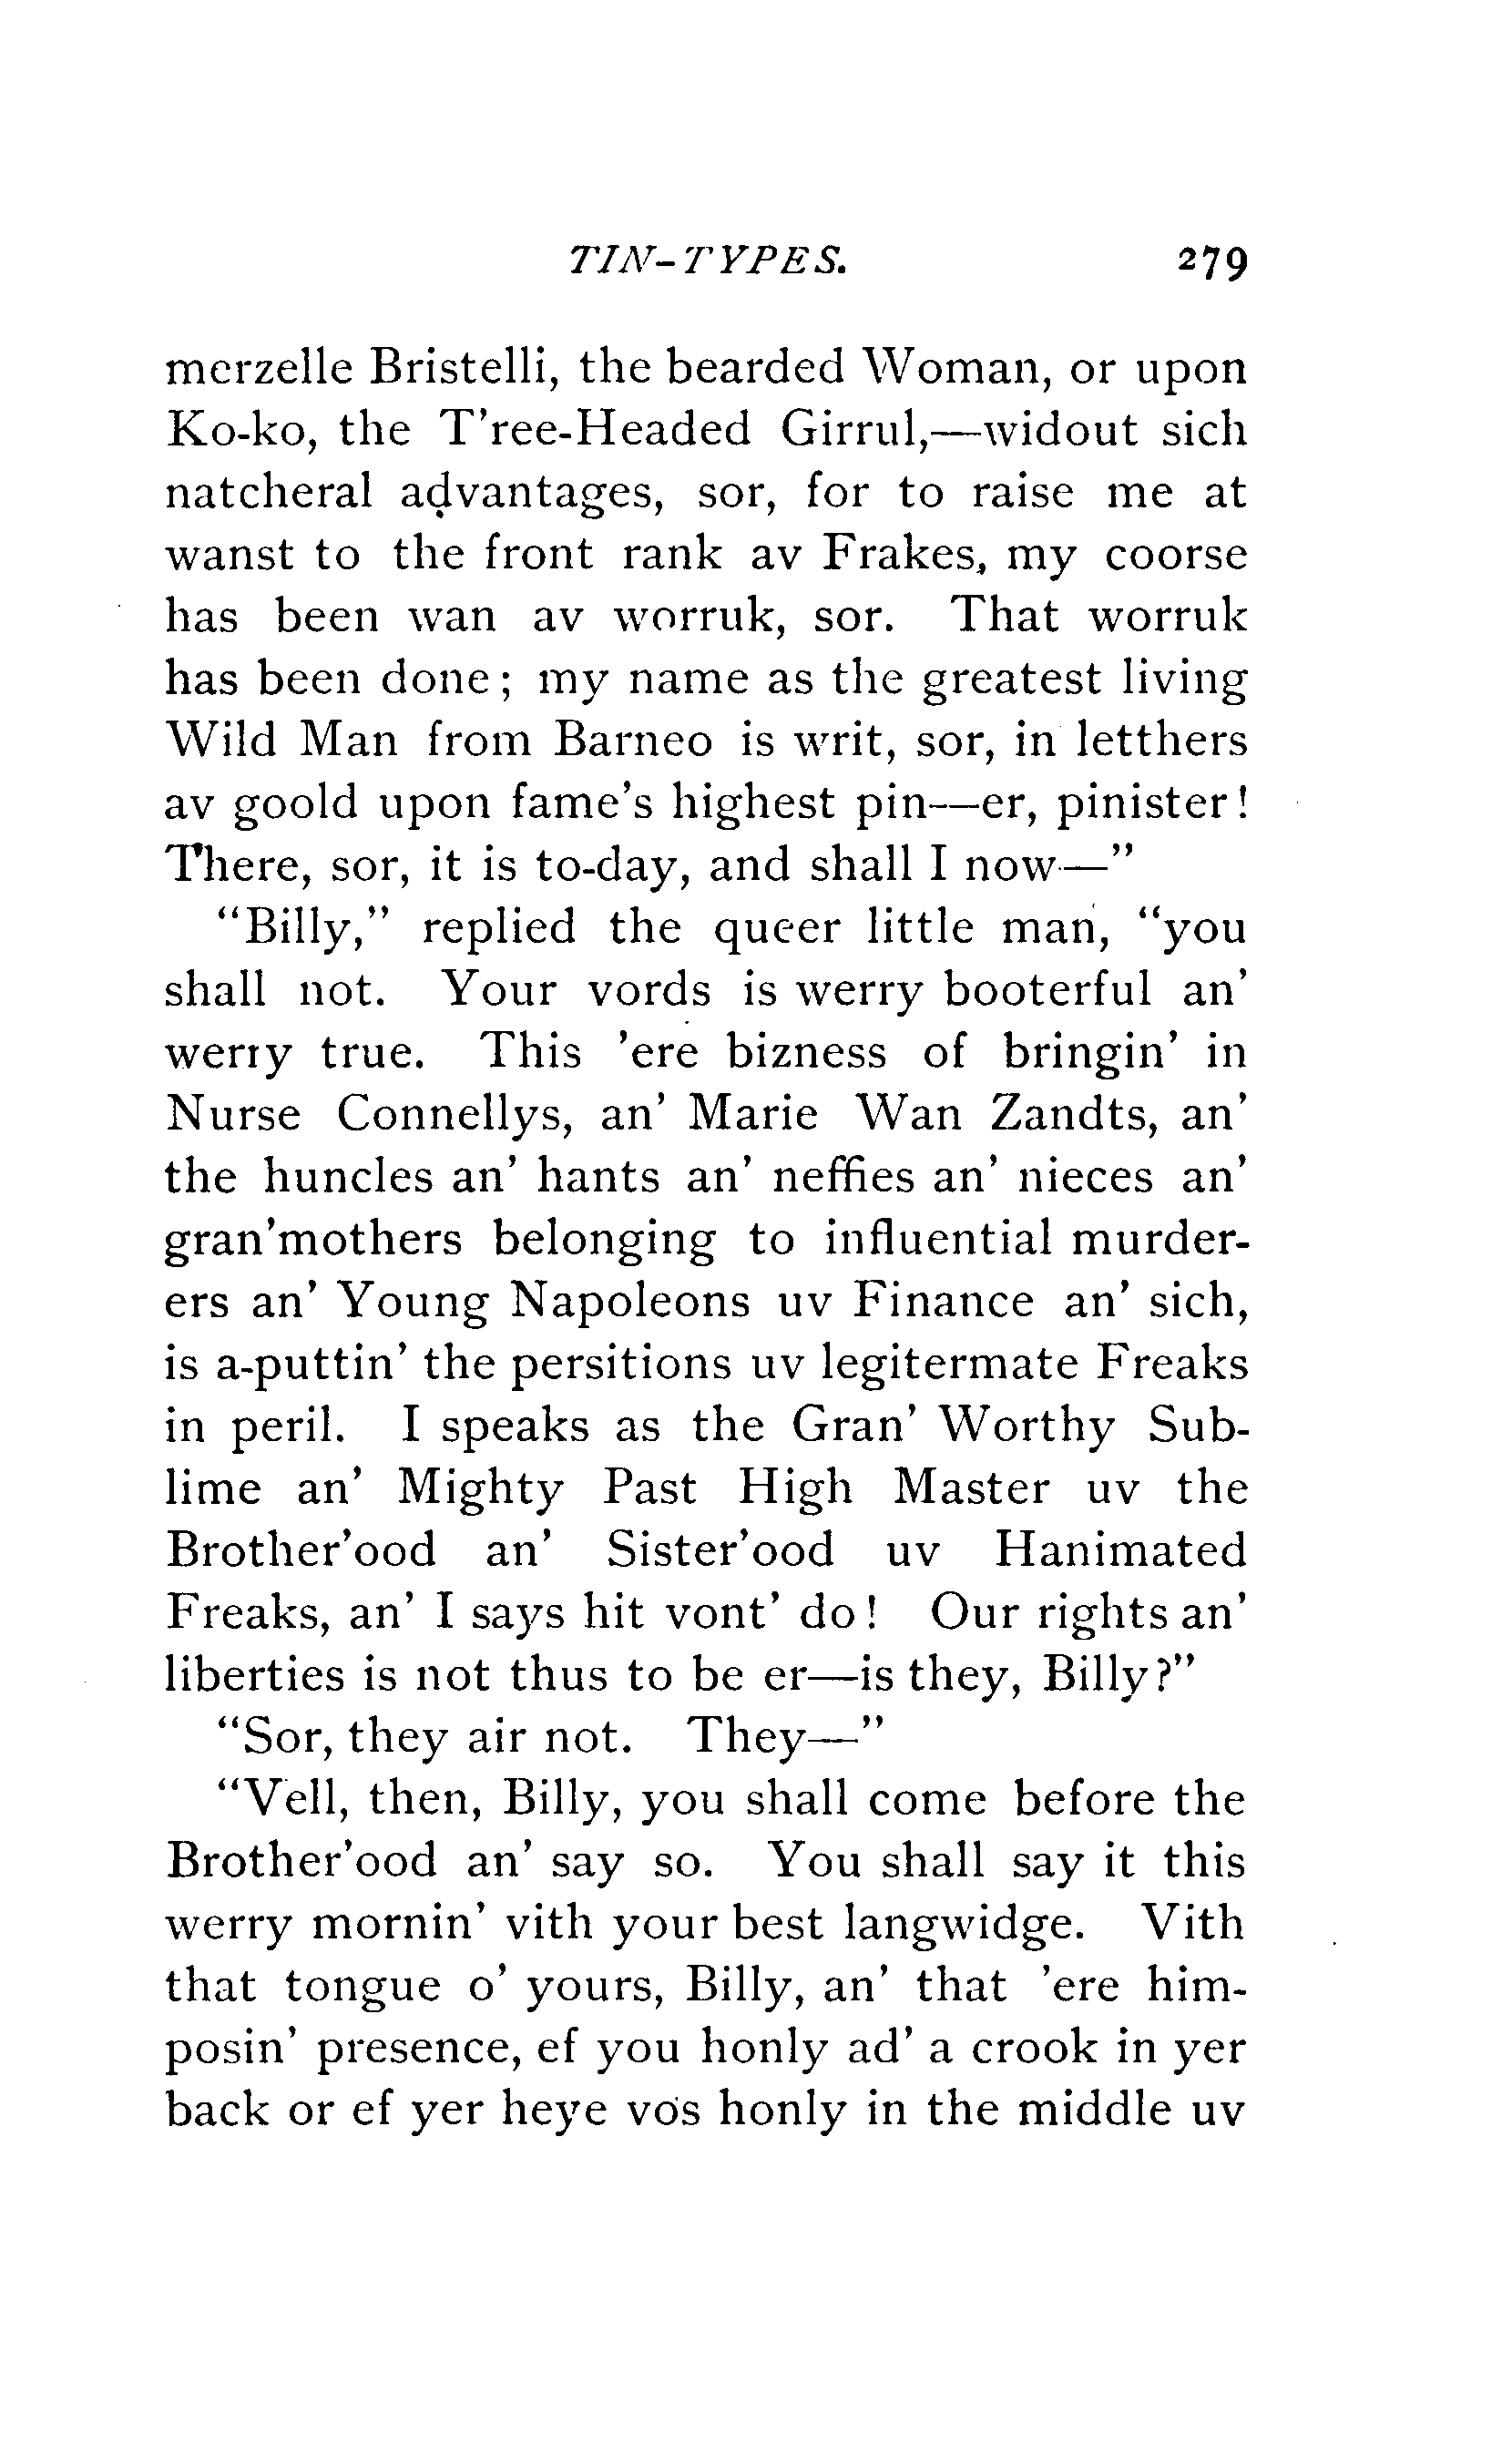 TIN-TYPES. 279
merzelle Bristelli, the bearded Woman, or upon
Ko-ko, the T'ree-Headed Girrul,—widout sich
natcheral advantages, sor, for to raise me at
wanst to the front rank av Frakes, my coorse
has been wan av worruk, sor. That worruk
has been done; my name as the greatest living
Wild Man from Barneo is writ, sor, in letthers
av goold upon fame's highest pin—er, pinister!
There, sor, it is to-day, and shall I now—"
"Billy," replied the queer little man, "you
shall not. Your vords is werry booterful an'
werry true. This 'ere bizness of bringin' in
Nurse Connellys, an' Marie Wan Zandts, an'
the huncles an' hants an' neffies an' nieces an'
gran'mothers belonging to influential murder-
ers an' Young Napoleons uv Finance an' sich,
is a-puttin' the persitions uv legitermate Freaks
in peril. I speaks as the Gran' Worthy Sub-
lime an' Mighty Past High Master uv the
Brother'ood an' Sister'ood uv Hanimated
Freaks, an' I says hit vont' do! Our rights an'
liberties is not thus to be er—is they, Billy?"
"Sor, they air not. They—"
"Vell, then, Billy, you shall come before the
Brother'ood an' say so. You shall say it this
werry mornin' vith your best langwidge. Vith
that tongue o' yours, Billy, an' that 'ere him-
posin' presence, ef you honly ad' a crook in yer
back or ef yer heye vos honly in the middle uv